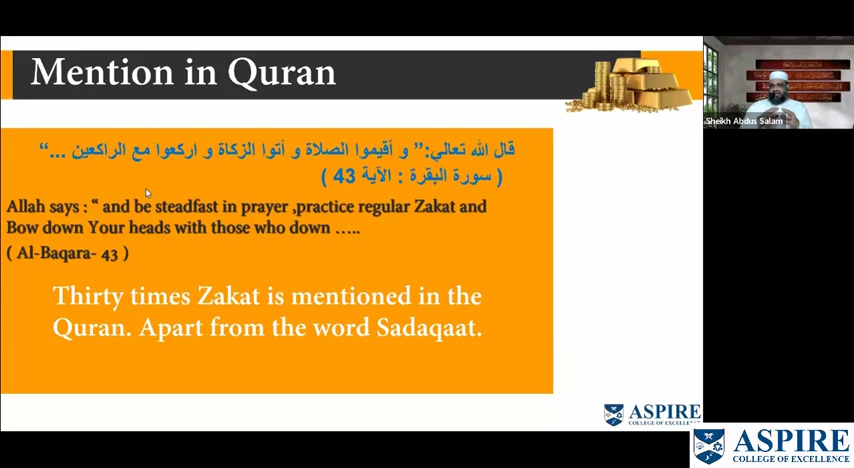 Mention in Quran
Sheikh Abdus Salam
قال الله تعالي:” و أقيموا الصلاة و أتوا الزكاة و اركعوا مع الراكعين ...“
( سورة البقرة : الآية 43 )
Allah says : “ and be steadfast in prayer ,practice regular Zakat and
Bow down Your heads with those who down .....
( Al-Baqara- 43 )
Thirty times Zakat is mentioned in the
Quran. Apart from the word Sadaqaat.
ASPIRE
COLLEGE OF EXCELLENCE
ASPIRE
COLLEGE OF EXCELLENCE